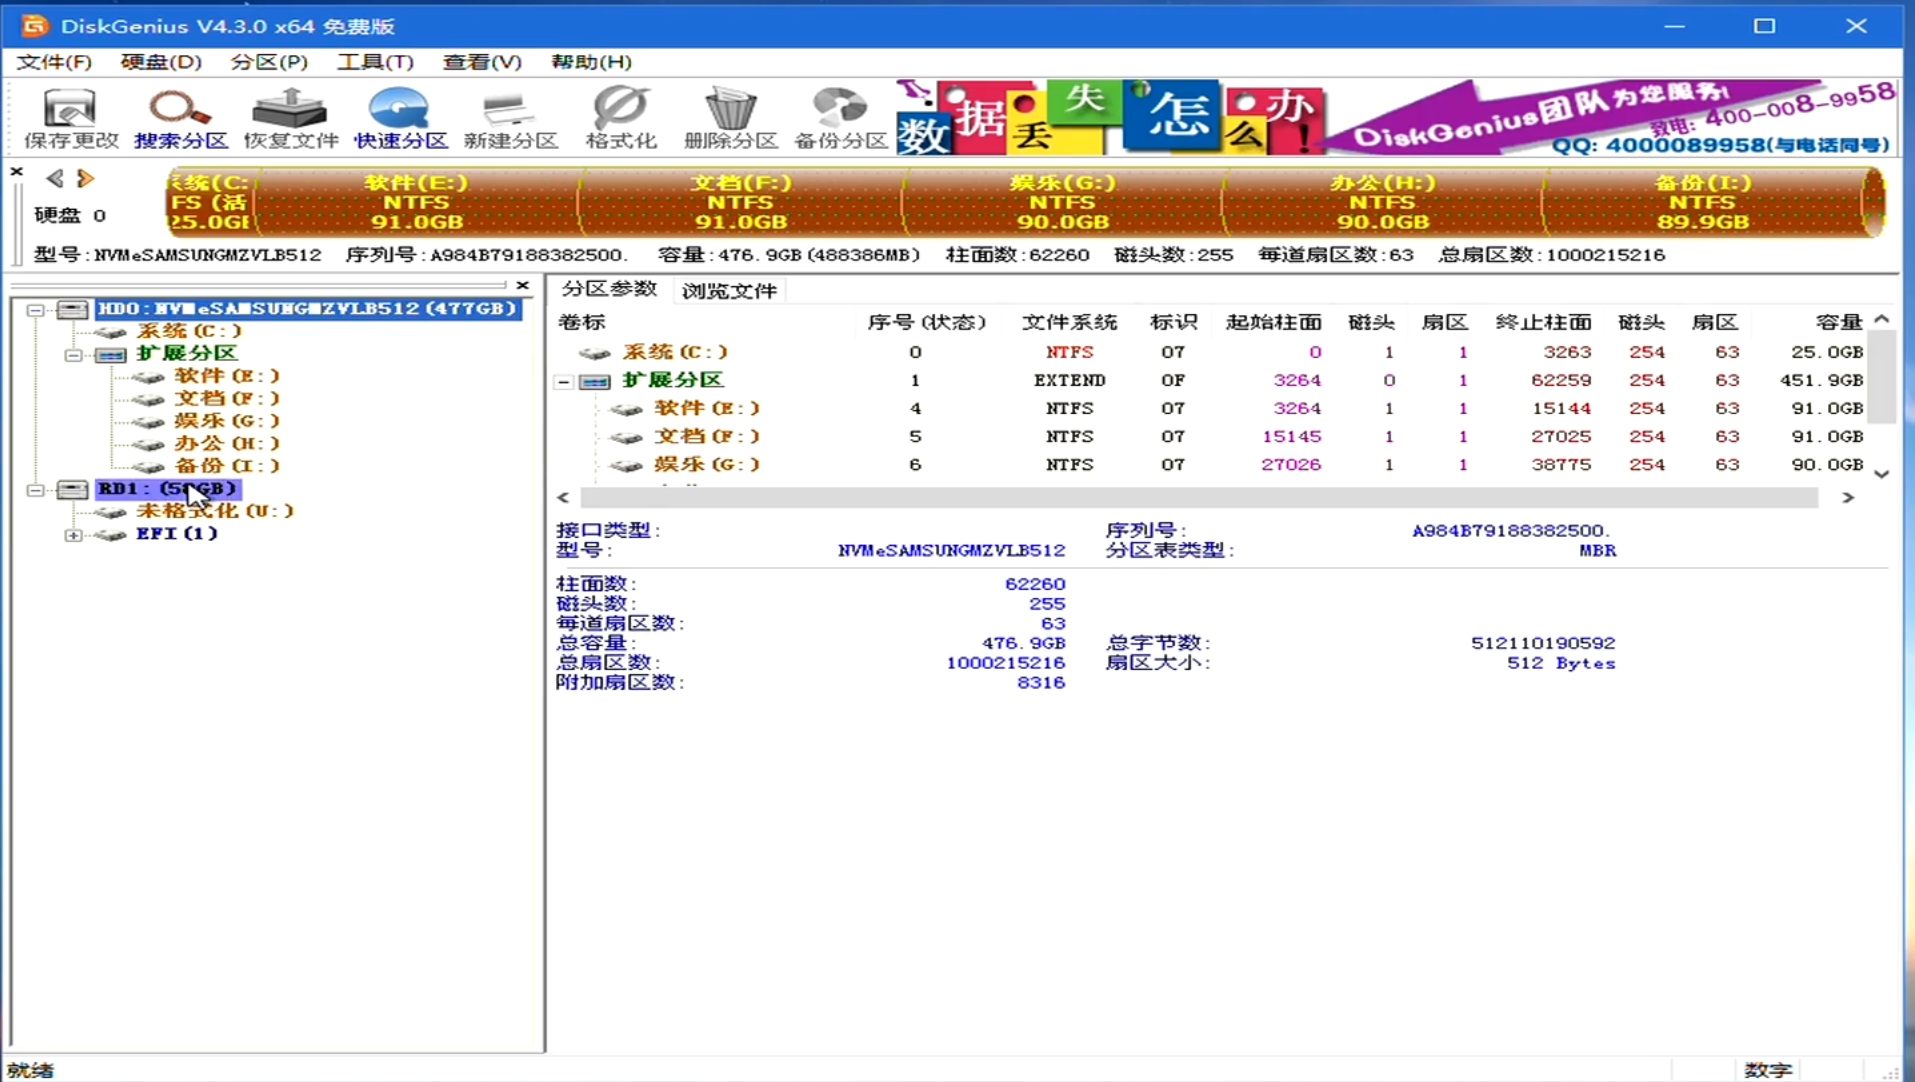 DiskGenius V4.3.0 x64 免费版
文件(F) 硬盘(D) 分区(P) 工具(T) 查看(V) 帮助(H)
保存更改 搜索分区 恢复文件 快速分区 新建分区 格式化 删除分区 备份分区
数据丢失怎么办!
DiskGenius团队为您服务!
致电: 400-008-9958
QQ: 4000089958(与电话同号)
硬盘 0
系统(C: 软件(E:) 文档(F:) 娱乐(G:) 办公(H:) 备份(I:)
FS (活 NTFS NTFS NTFS NTFS NTFS
25.0GB 91.0GB 91.0GB 90.0GB 90.0GB 89.9GB
型号:NVMeSAMSUNGMZVLB512 序列号:A984B79188382500. 容量:476.9GB(488386MB) 柱面数:62260 磁头数:255 每道扇区数:63 总扇区数:1000215216
HD0:NVMeSAMSUNGMZVLB512(477GB)
系统(C:)
扩展分区
软件(E:)
文档(F:)
娱乐(G:)
办公(H:)
备份(I:)
RD1:(58GB)
未格式化(U:)
EFI(1)
分区参数 浏览文件
卷标 序号(状态) 文件系统 标识 起始柱面 磁头 扇区 终止柱面 磁头 扇区 容量
系统(C:) 0 NTFS 07 0 1 1 3263 254 63 25.0GB
扩展分区 1 EXTEND 0F 3264 0 1 62259 254 63 451.9GB
软件(E:) 4 NTFS 07 3264 1 1 15144 254 63 91.0GB
文档(F:) 5 NTFS 07 15145 1 1 27025 254 63 91.0GB
娱乐(G:) 6 NTFS 07 27026 1 1 38775 254 63 90.0GB
接口类型: 序列号: A984B79188382500.
型号: NVMeSAMSUNGMZVLB512 分区表类型: MBR
柱面数: 62260
磁头数: 255
每道扇区数: 63
总容量: 476.9GB 总字节数: 512110190592
总扇区数: 1000215216 扇区大小: 512 Bytes
附加扇区数: 8316
就绪 数字